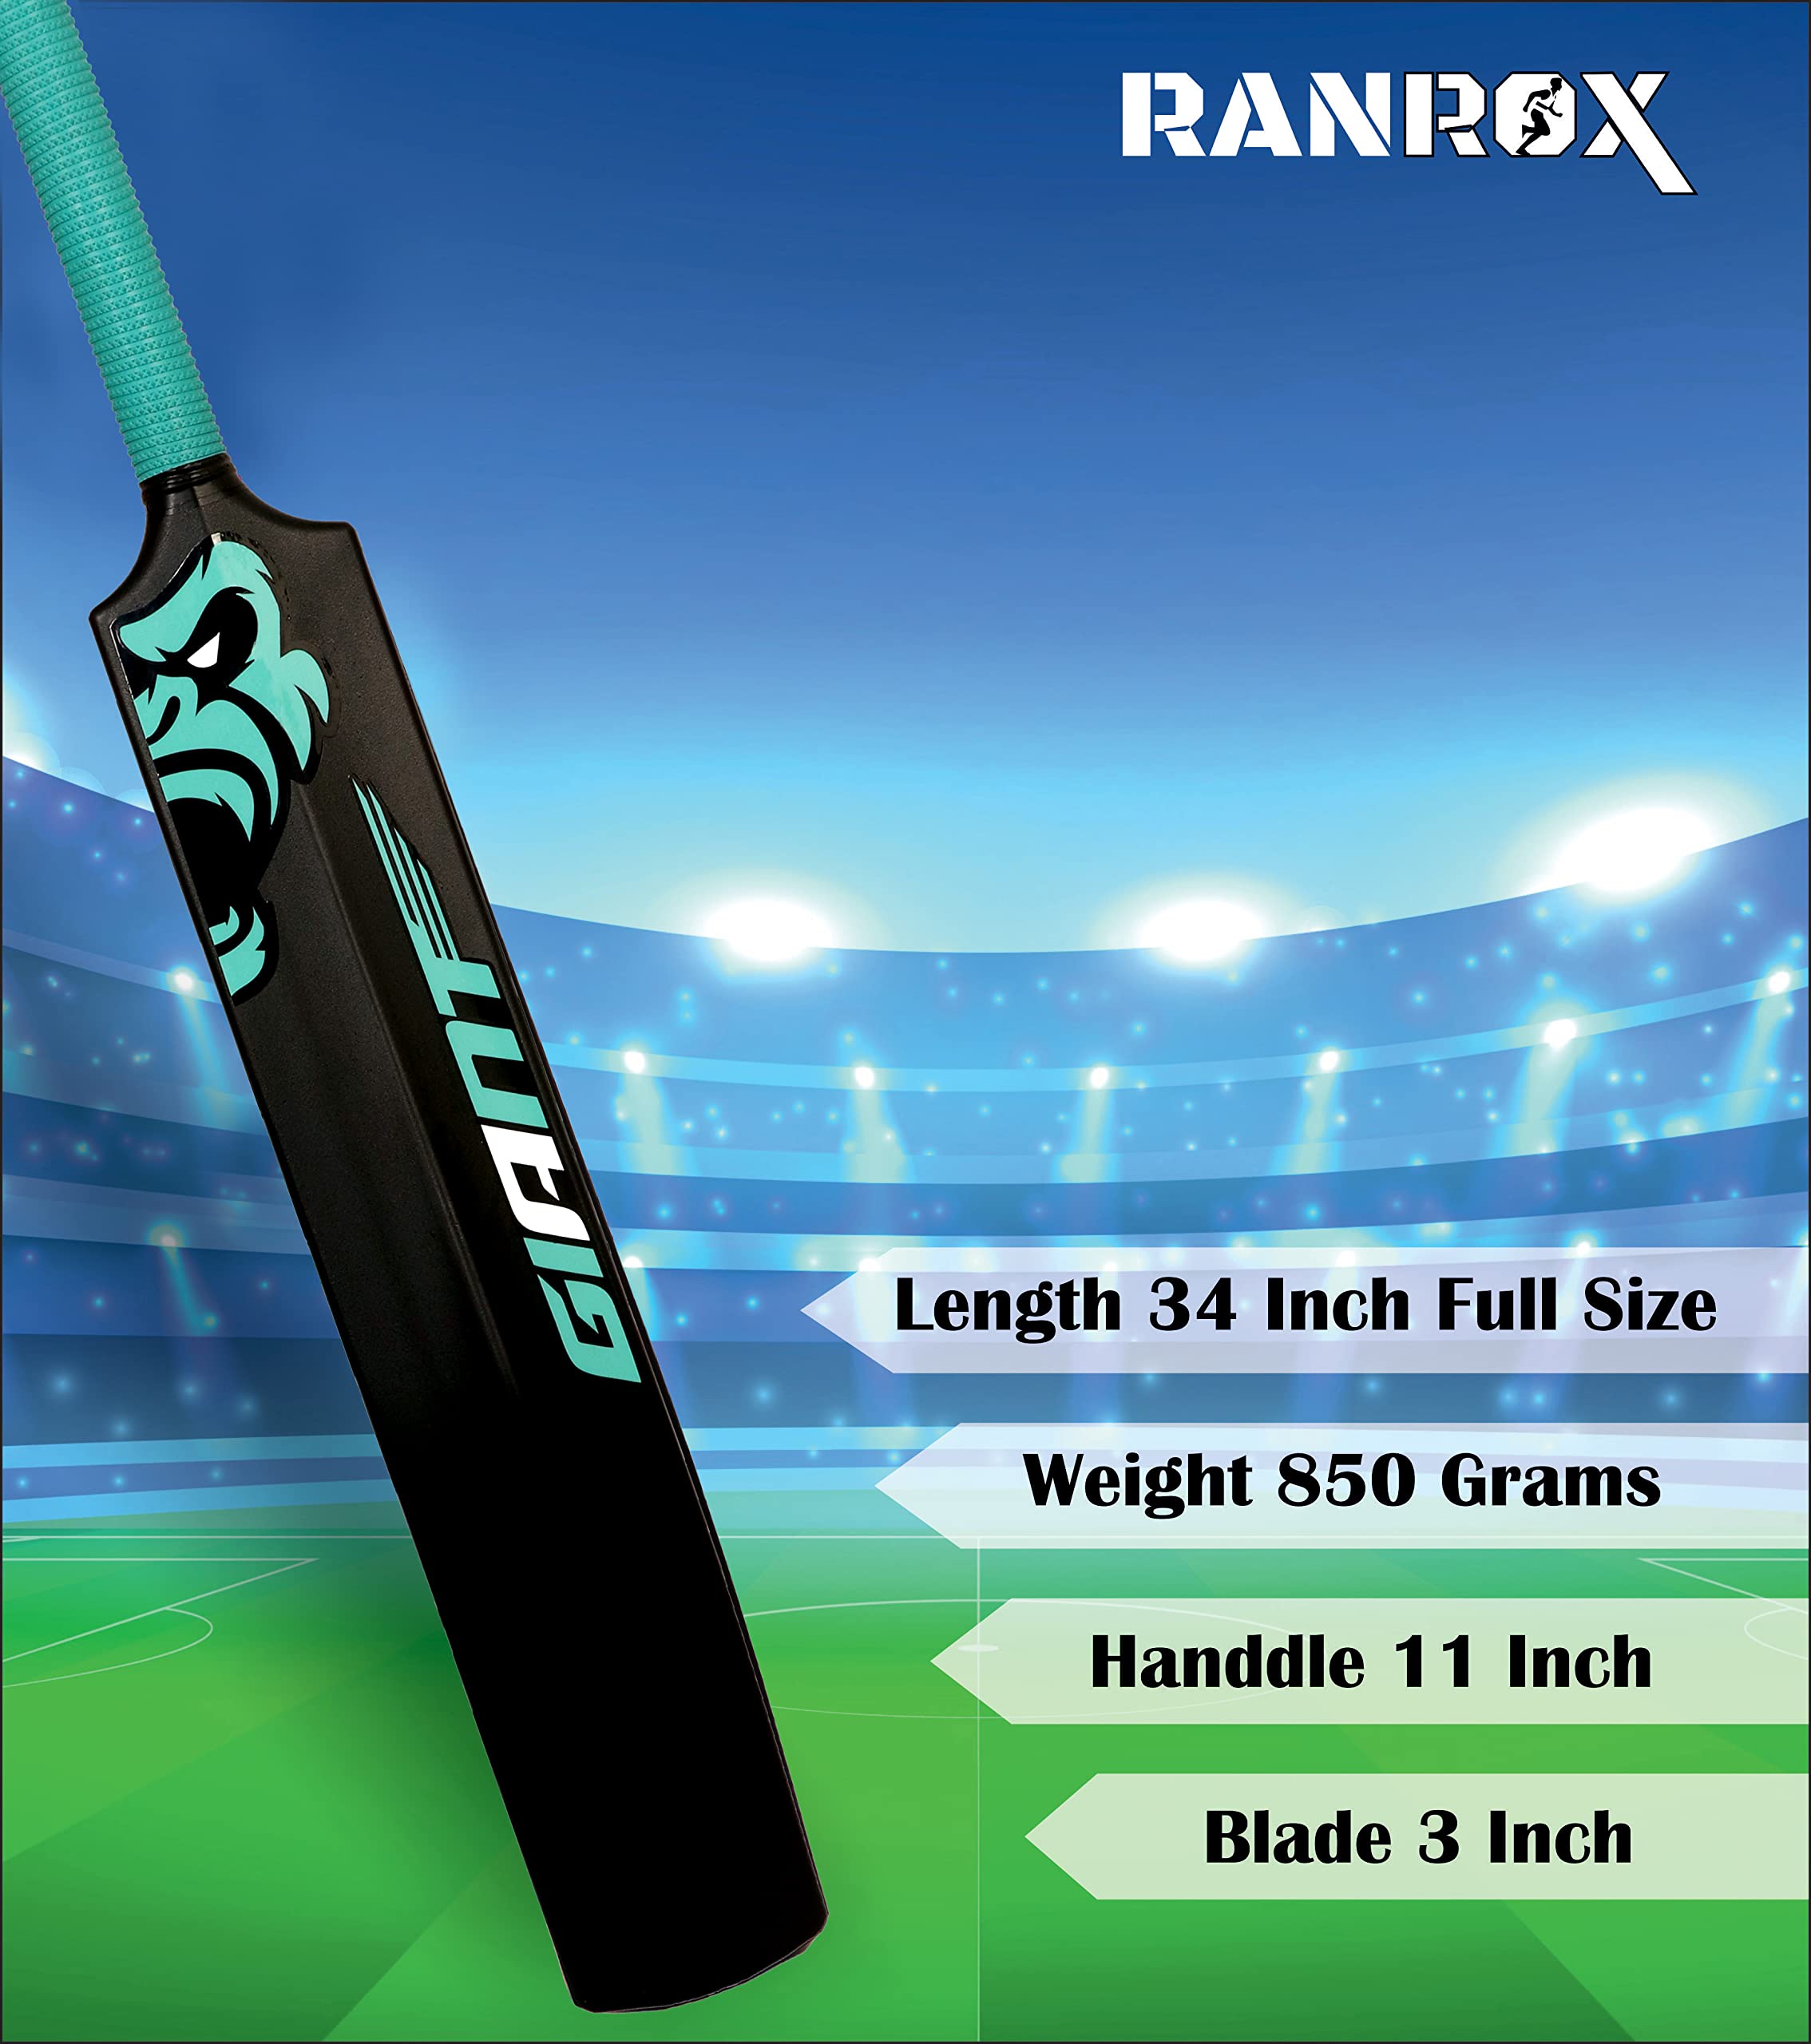 RANROX
GIANT
Length 34 Inch Full Size
Weight 850 Grams
Handdle 11 Inch
Blade 3 Inch